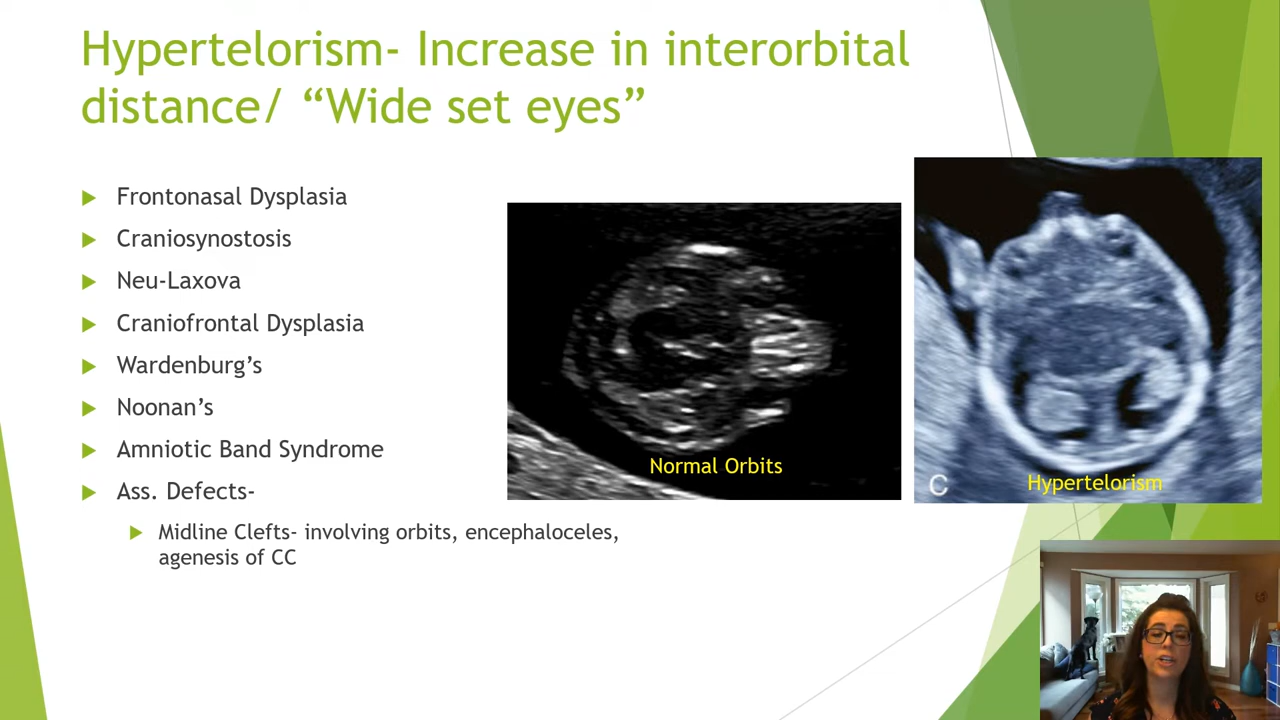 Hypertelorism- Increase in interorbital
distance/ “Wide set eyes”
Frontonasal Dysplasia
Craniosynostosis
Neu-Laxova
Craniofrontal Dysplasia
Wardenburg’s
Noonan’s
Amniotic Band Syndrome
Ass. Defects-
Midline Clefts- involving orbits, encephaloceles,
agenesis of CC
Normal Orbits
C
Hypertelorism